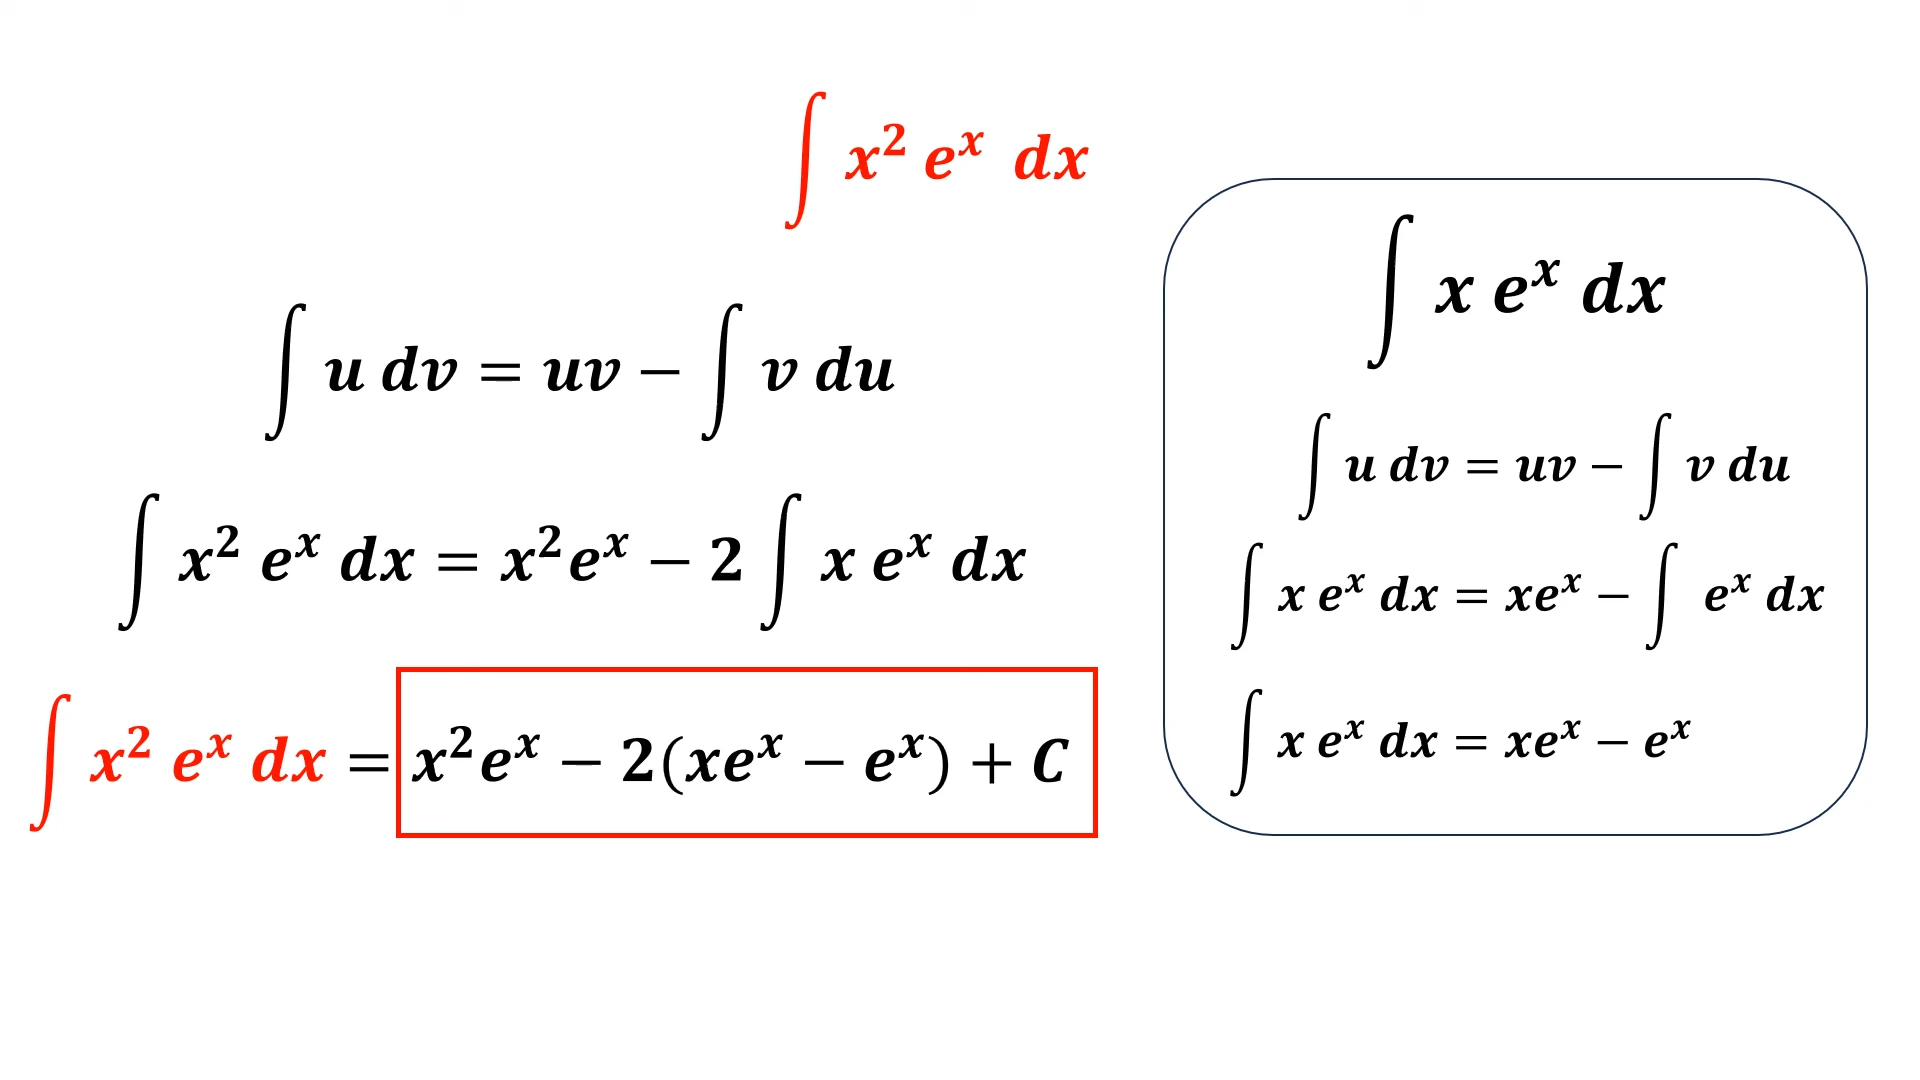 ∫ x² eˣ dx
∫ u dv = uv − ∫ v du
∫ x² eˣ dx = x²eˣ − 2 ∫ x eˣ dx
∫ x² eˣ dx = x²eˣ − 2(xeˣ − eˣ) + C
∫ x eˣ dx
∫ u dv = uv − ∫ v du
∫ x eˣ dx = xeˣ − ∫ eˣ dx
∫ x eˣ dx = xeˣ − eˣ